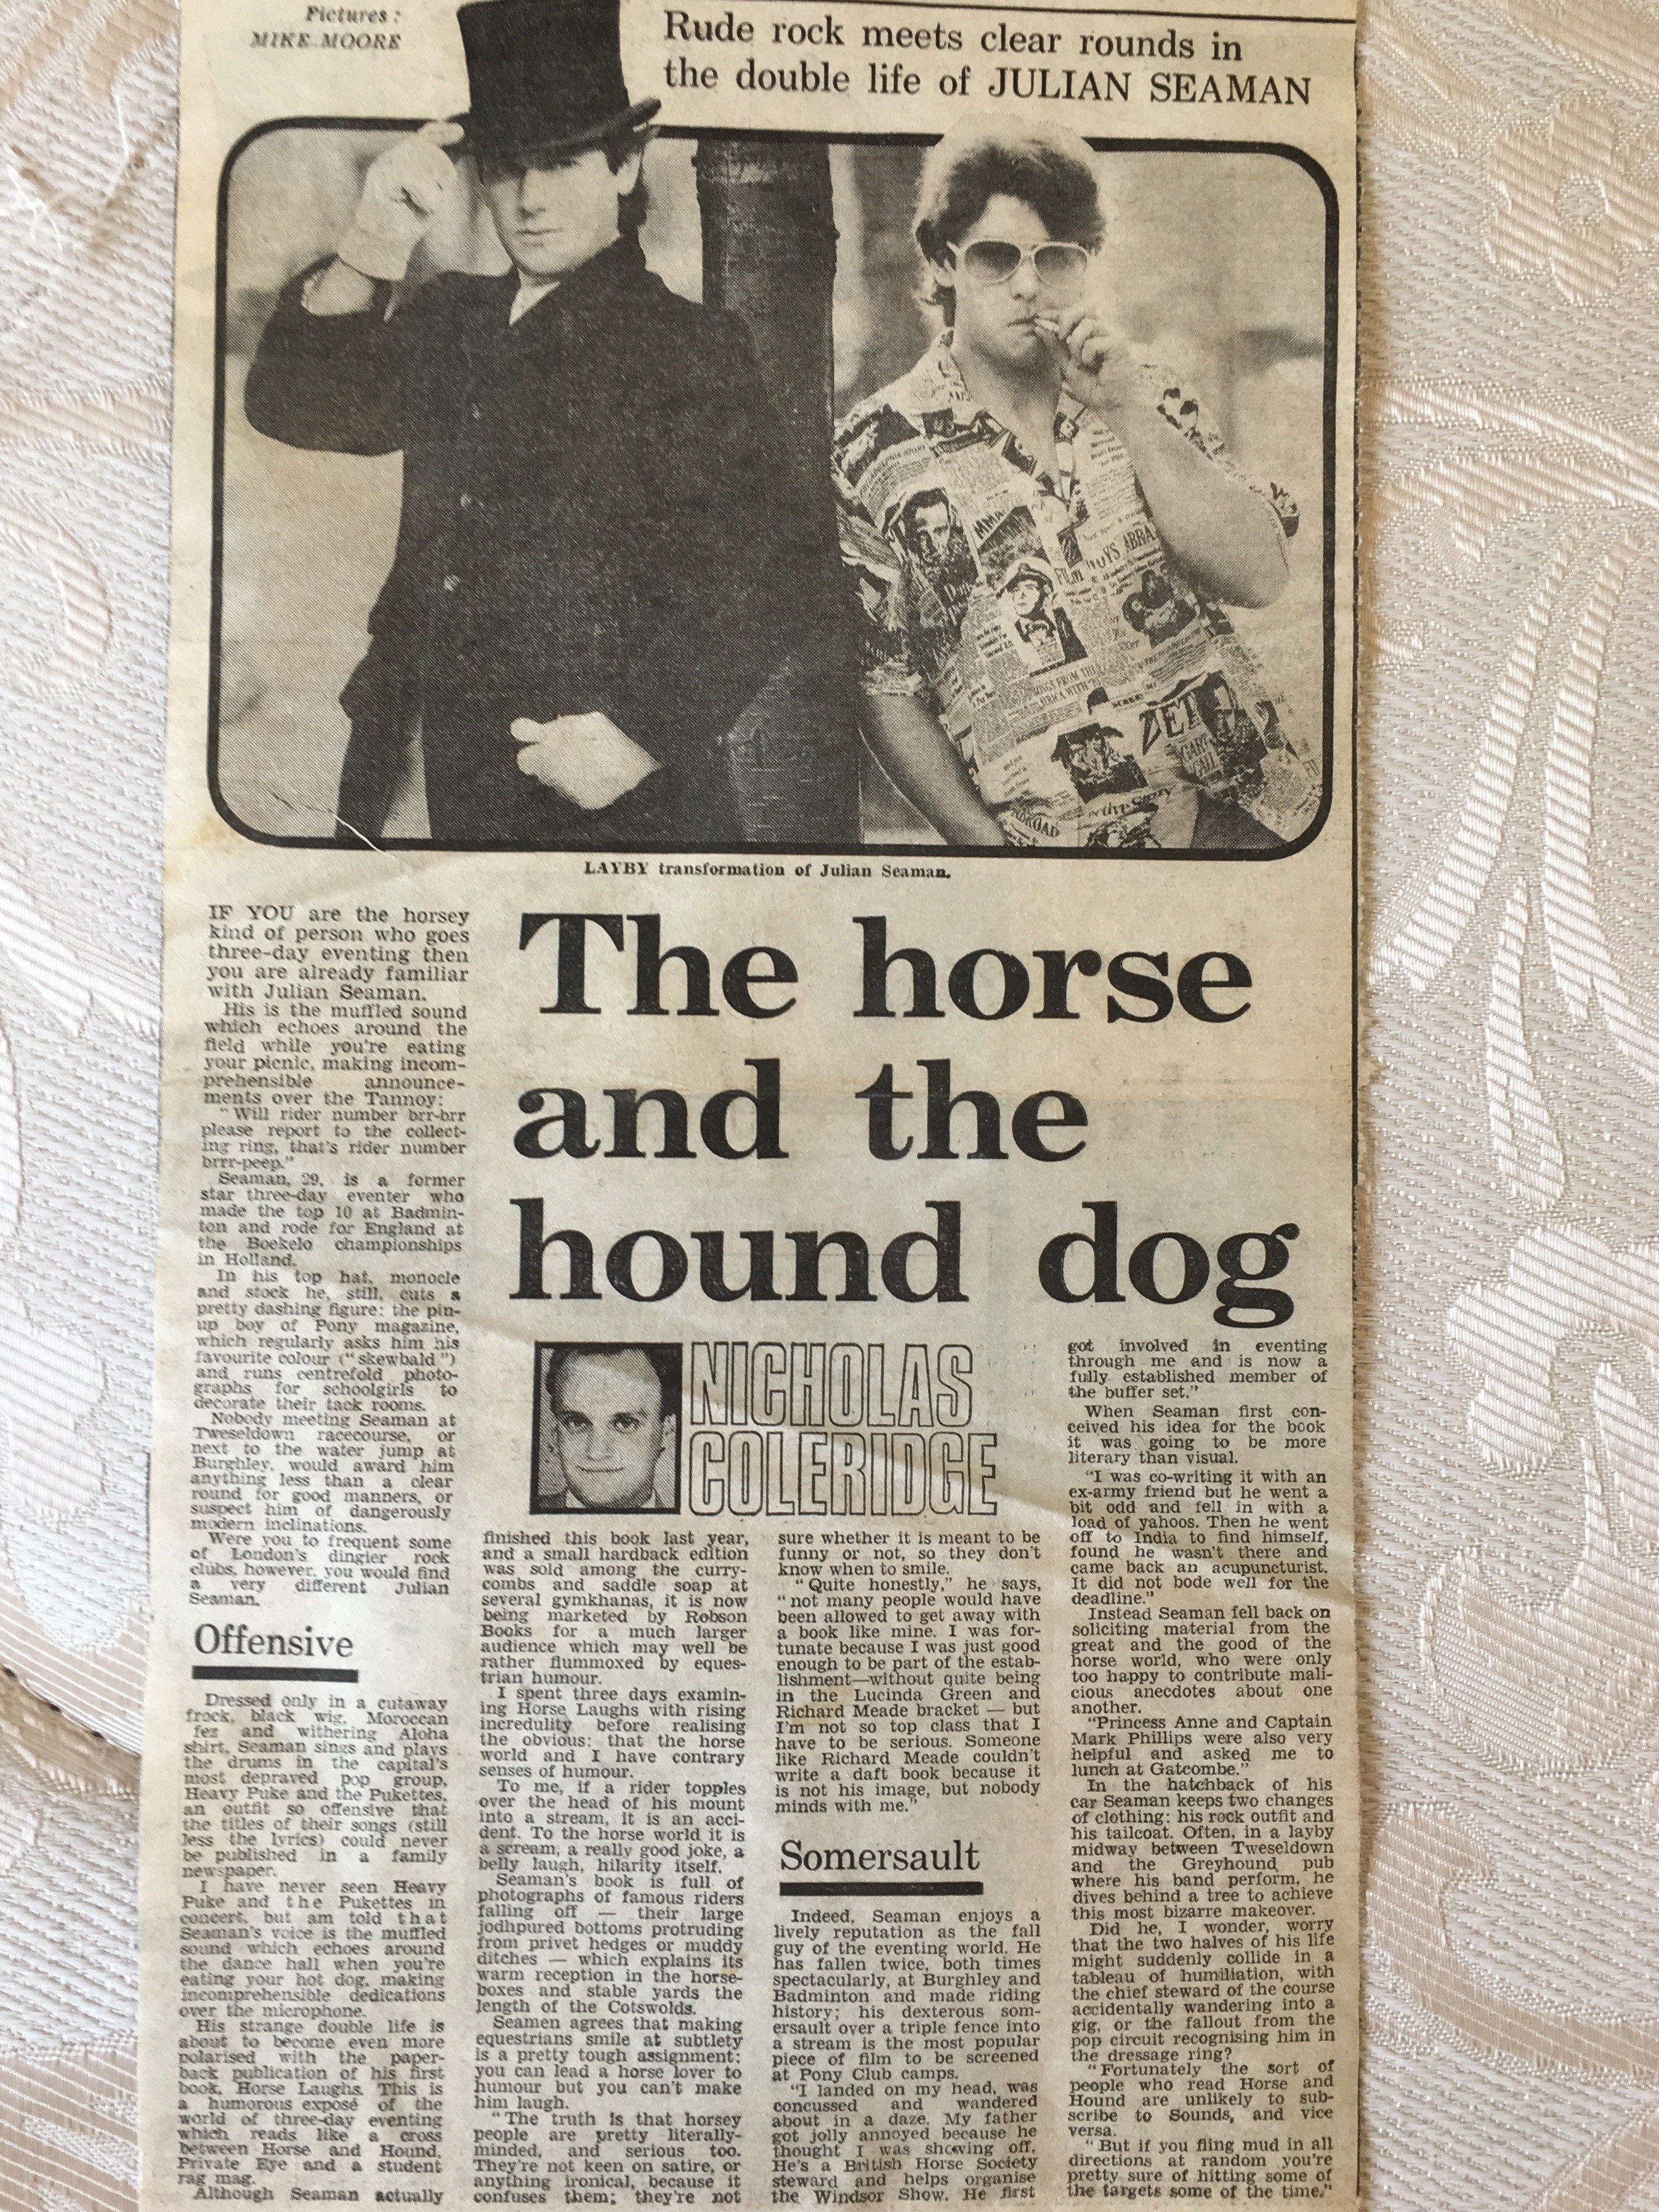 Pictures :
MIKE MOORE
Rude rock meets clear rounds in
the double life of JULIAN SEAMAN
LAYBY transformation of Julian Seaman.
The horse
and the
hound dog
NICHOLAS
COLERIDGE
IF YOU are the horsey
kind of person who goes
three-day eventing then
you are already familiar
with Julian Seaman.
His is the muffled sound
which echoes around the
field while you're eating
your picnic, making incom-
prehensible announce-
ments over the Tannoy:
"Will rider number brr-brr
please report to the collect-
ing ring, that's rider number
brrr-peep."
Seaman, 29, is a former
star three-day eventer who
made the top 10 at Badmin-
ton and rode for England at
the Boekelo championships
in Holland.
In his top hat, monocle
and stock he, still, cuts a
pretty dashing figure: the pin-
up boy of Pony magazine,
which regularly asks him his
favourite colour ("skewbald")
and runs centrefold photo-
graphs for schoolgirls to
decorate their tack rooms.
Nobody meeting Seaman at
Tweseldown racecourse, or
next to the water jump at
Burghley, would award him
anything less than a clear
round for good manners, or
suspect him of dangerously
modern inclinations.
Were you to frequent some
of London's dingier rock
clubs, however, you would find
a very different Julian
Seaman.
Offensive
Dressed only in a cutaway
frock, black wig, Moroccan
fez and withering Aloha
shirt, Seaman sings and plays
the drums in the capital's
most depraved pop group,
Heavy Puke and the Pukettes,
an outfit so offensive that
the titles of their songs (still
less the lyrics) could never
be published in a family
newspaper.
I have never seen Heavy
Puke and the Pukettes in
concert, but am told that
Seaman's voice is the muffled
sound which echoes around
the dance hall when you're
eating your hot dog, making
incomprehensible dedications
over the microphone.
His strange double life is
about to become even more
polarised with the paper-
back publication of his first
book, Horse Laughs. This is
a humorous exposé of the
world of three-day eventing
which reads like a cross
between Horse and Hound,
Private Eye and a student
rag mag.
Although Seaman actually
finished this book last year,
and a small hardback edition
was sold among the curry-
combs and saddle soap at
several gymkhanas, it is now
being marketed by Robson
Books for a much larger
audience which may well be
rather flummoxed by eques-
trian humour.
I spent three days examin-
ing Horse Laughs with rising
incredulity before realising
the obvious: that the horse
world and I have contrary
senses of humour.
To me, if a rider topples
over the head of his mount
into a stream, it is an acci-
dent. To the horse world it is
a scream, a really good joke, a
belly laugh, hilarity itself.
Seaman's book is full of
photographs of famous riders
falling off — their large
jodhpured bottoms protruding
from privet hedges or muddy
ditches — which explains its
warm reception in the horse-
boxes and stable yards the
length of the Cotswolds.
Seamen agrees that making
equestrians smile at subtlety
is a pretty tough assignment:
you can lead a horse lover to
humour but you can't make
him laugh.
"The truth is that horsey
people are pretty literally-
minded, and serious too.
They're not keen on satire, or
anything ironical, because it
confuses them; they're not
sure whether it is meant to be
funny or not, so they don't
know when to smile.
"Quite honestly," he says,
"not many people would have
been allowed to get away with
a book like mine. I was for-
tunate because I was just good
enough to be part of the estab-
lishment—without quite being
in the Lucinda Green and
Richard Meade bracket — but
I'm not so top class that I
have to be serious. Someone
like Richard Meade couldn't
write a daft book because it
is not his image, but nobody
minds with me."
Somersault
Indeed, Seaman enjoys a
lively reputation as the fall
guy of the eventing world. He
has fallen twice, both times
spectacularly, at Burghley and
Badminton and made riding
history; his dexterous som-
ersault over a triple fence into
a stream is the most popular
piece of film to be screened
at Pony Club camps.
"I landed on my head, was
concussed and wandered
about in a daze. My father
got jolly annoyed because he
thought I was showing off.
He's a British Horse Society
steward and helps organise
the Windsor Show. He first
got involved in eventing
through me and is now a
fully established member of
the buffer set."
When Seaman first con-
ceived his idea for the book
it was going to be more
literary than visual.
"I was co-writing it with an
ex-army friend but he went a
bit odd and fell in with a
load of yahoos. Then he went
off to India to find himself,
found he wasn't there and
came back an acupuncturist.
It did not bode well for the
deadline."
Instead Seaman fell back on
soliciting material from the
great and the good of the
horse world, who were only
too happy to contribute mali-
cious anecdotes about one
another.
"Princess Anne and Captain
Mark Phillips were also very
helpful and asked me to
lunch at Gatcombe."
In the hatchback of his
car Seaman keeps two changes
of clothing: his rock outfit and
his tailcoat. Often, in a layby
midway between Tweseldown
and the Greyhound pub
where his band perform, he
dives behind a tree to achieve
this most bizarre makeover.
Did he, I wonder, worry
that the two halves of his life
might suddenly collide in a
tableau of humiliation, with
the chief steward of the course
accidentally wandering into a
gig, or the fallout from the
pop circuit recognising him in
the dressage ring?
"Fortunately the sort of
people who read Horse and
Hound are unlikely to sub-
scribe to Sounds, and vice
versa.
"But if you fling mud in all
directions at random you're
pretty sure of hitting some of
the targets some of the time."